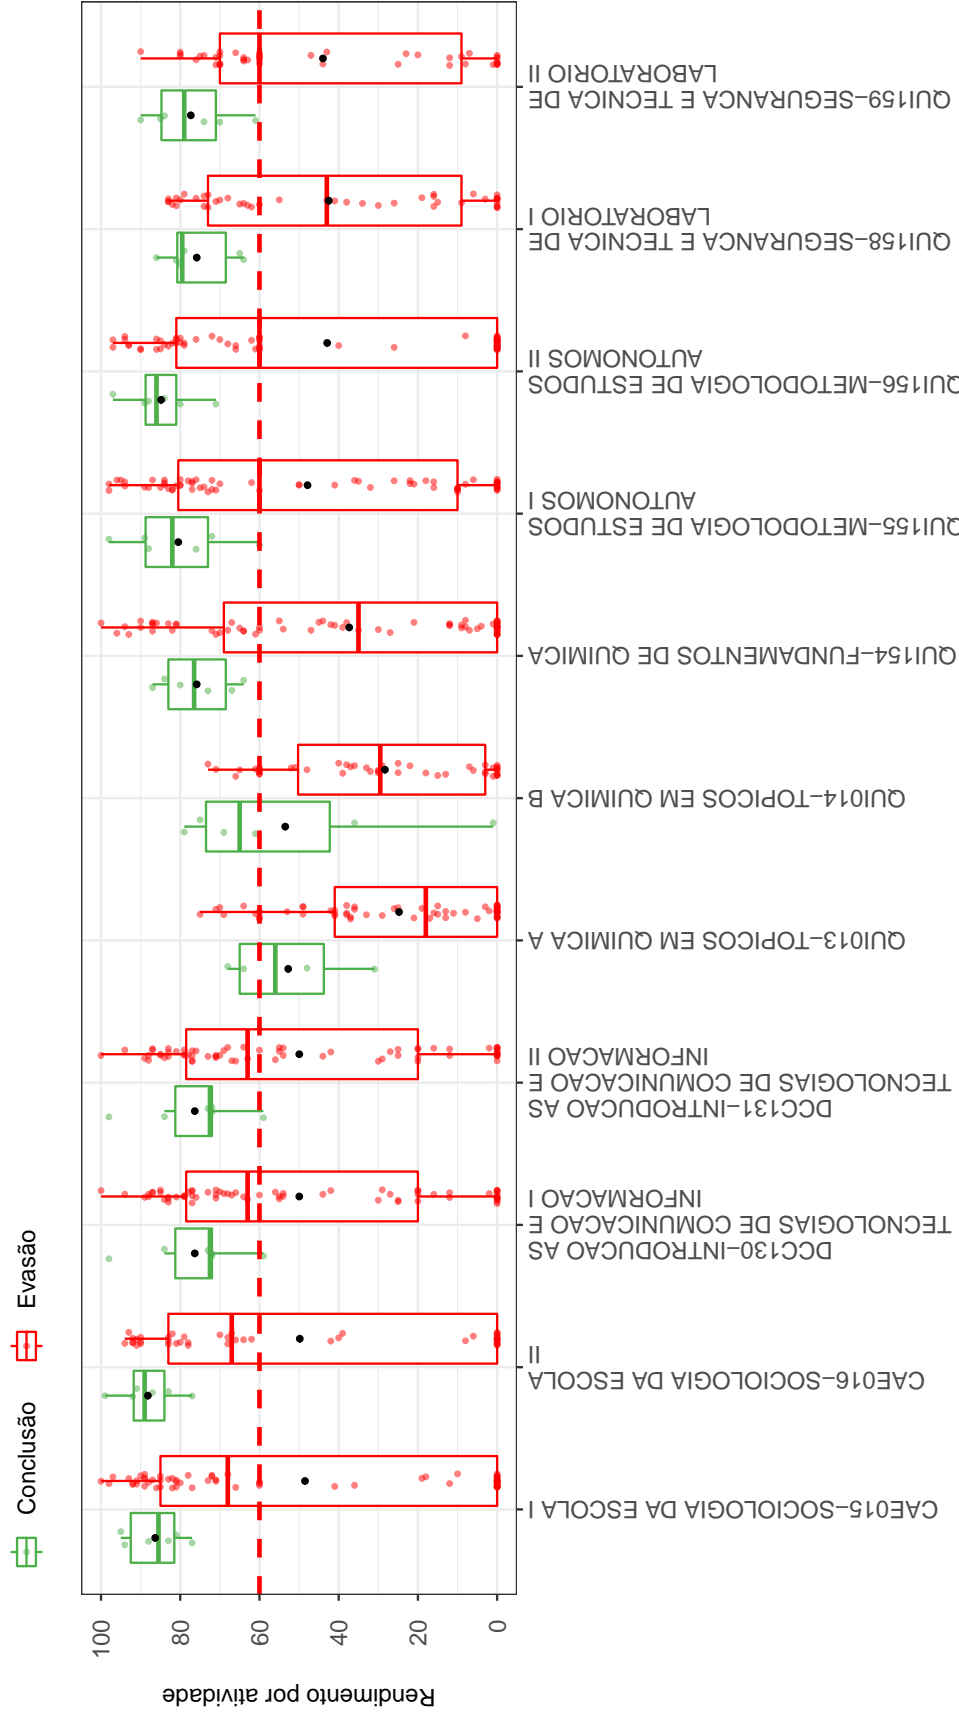 Conclusão
Evasão
Rendimento por atividade
100
80
60
40
20
0
CAE015−SOCIOLOGIA DA ESCOLA I
CAE016−SOCIOLOGIA DA ESCOLA
II
DCC130−INTRODUCAO AS
TECNOLOGIAS DE COMUNICACAO E
INFORMACAO I
DCC131−INTRODUCAO AS
TECNOLOGIAS DE COMUNICACAO E
INFORMACAO II
QUI013−TOPICOS EM QUIMICA A
QUI014−TOPICOS EM QUIMICA B
QUI154−FUNDAMENTOS DE QUIMICA
QUI155−METODOLOGIA DE ESTUDOS
AUTONOMOS I
QUI156−METODOLOGIA DE ESTUDOS
AUTONOMOS II
QUI158−SEGURANCA E TECNICA DE
LABORATORIO I
QUI159−SEGURANCA E TECNICA DE
LABORATORIO II